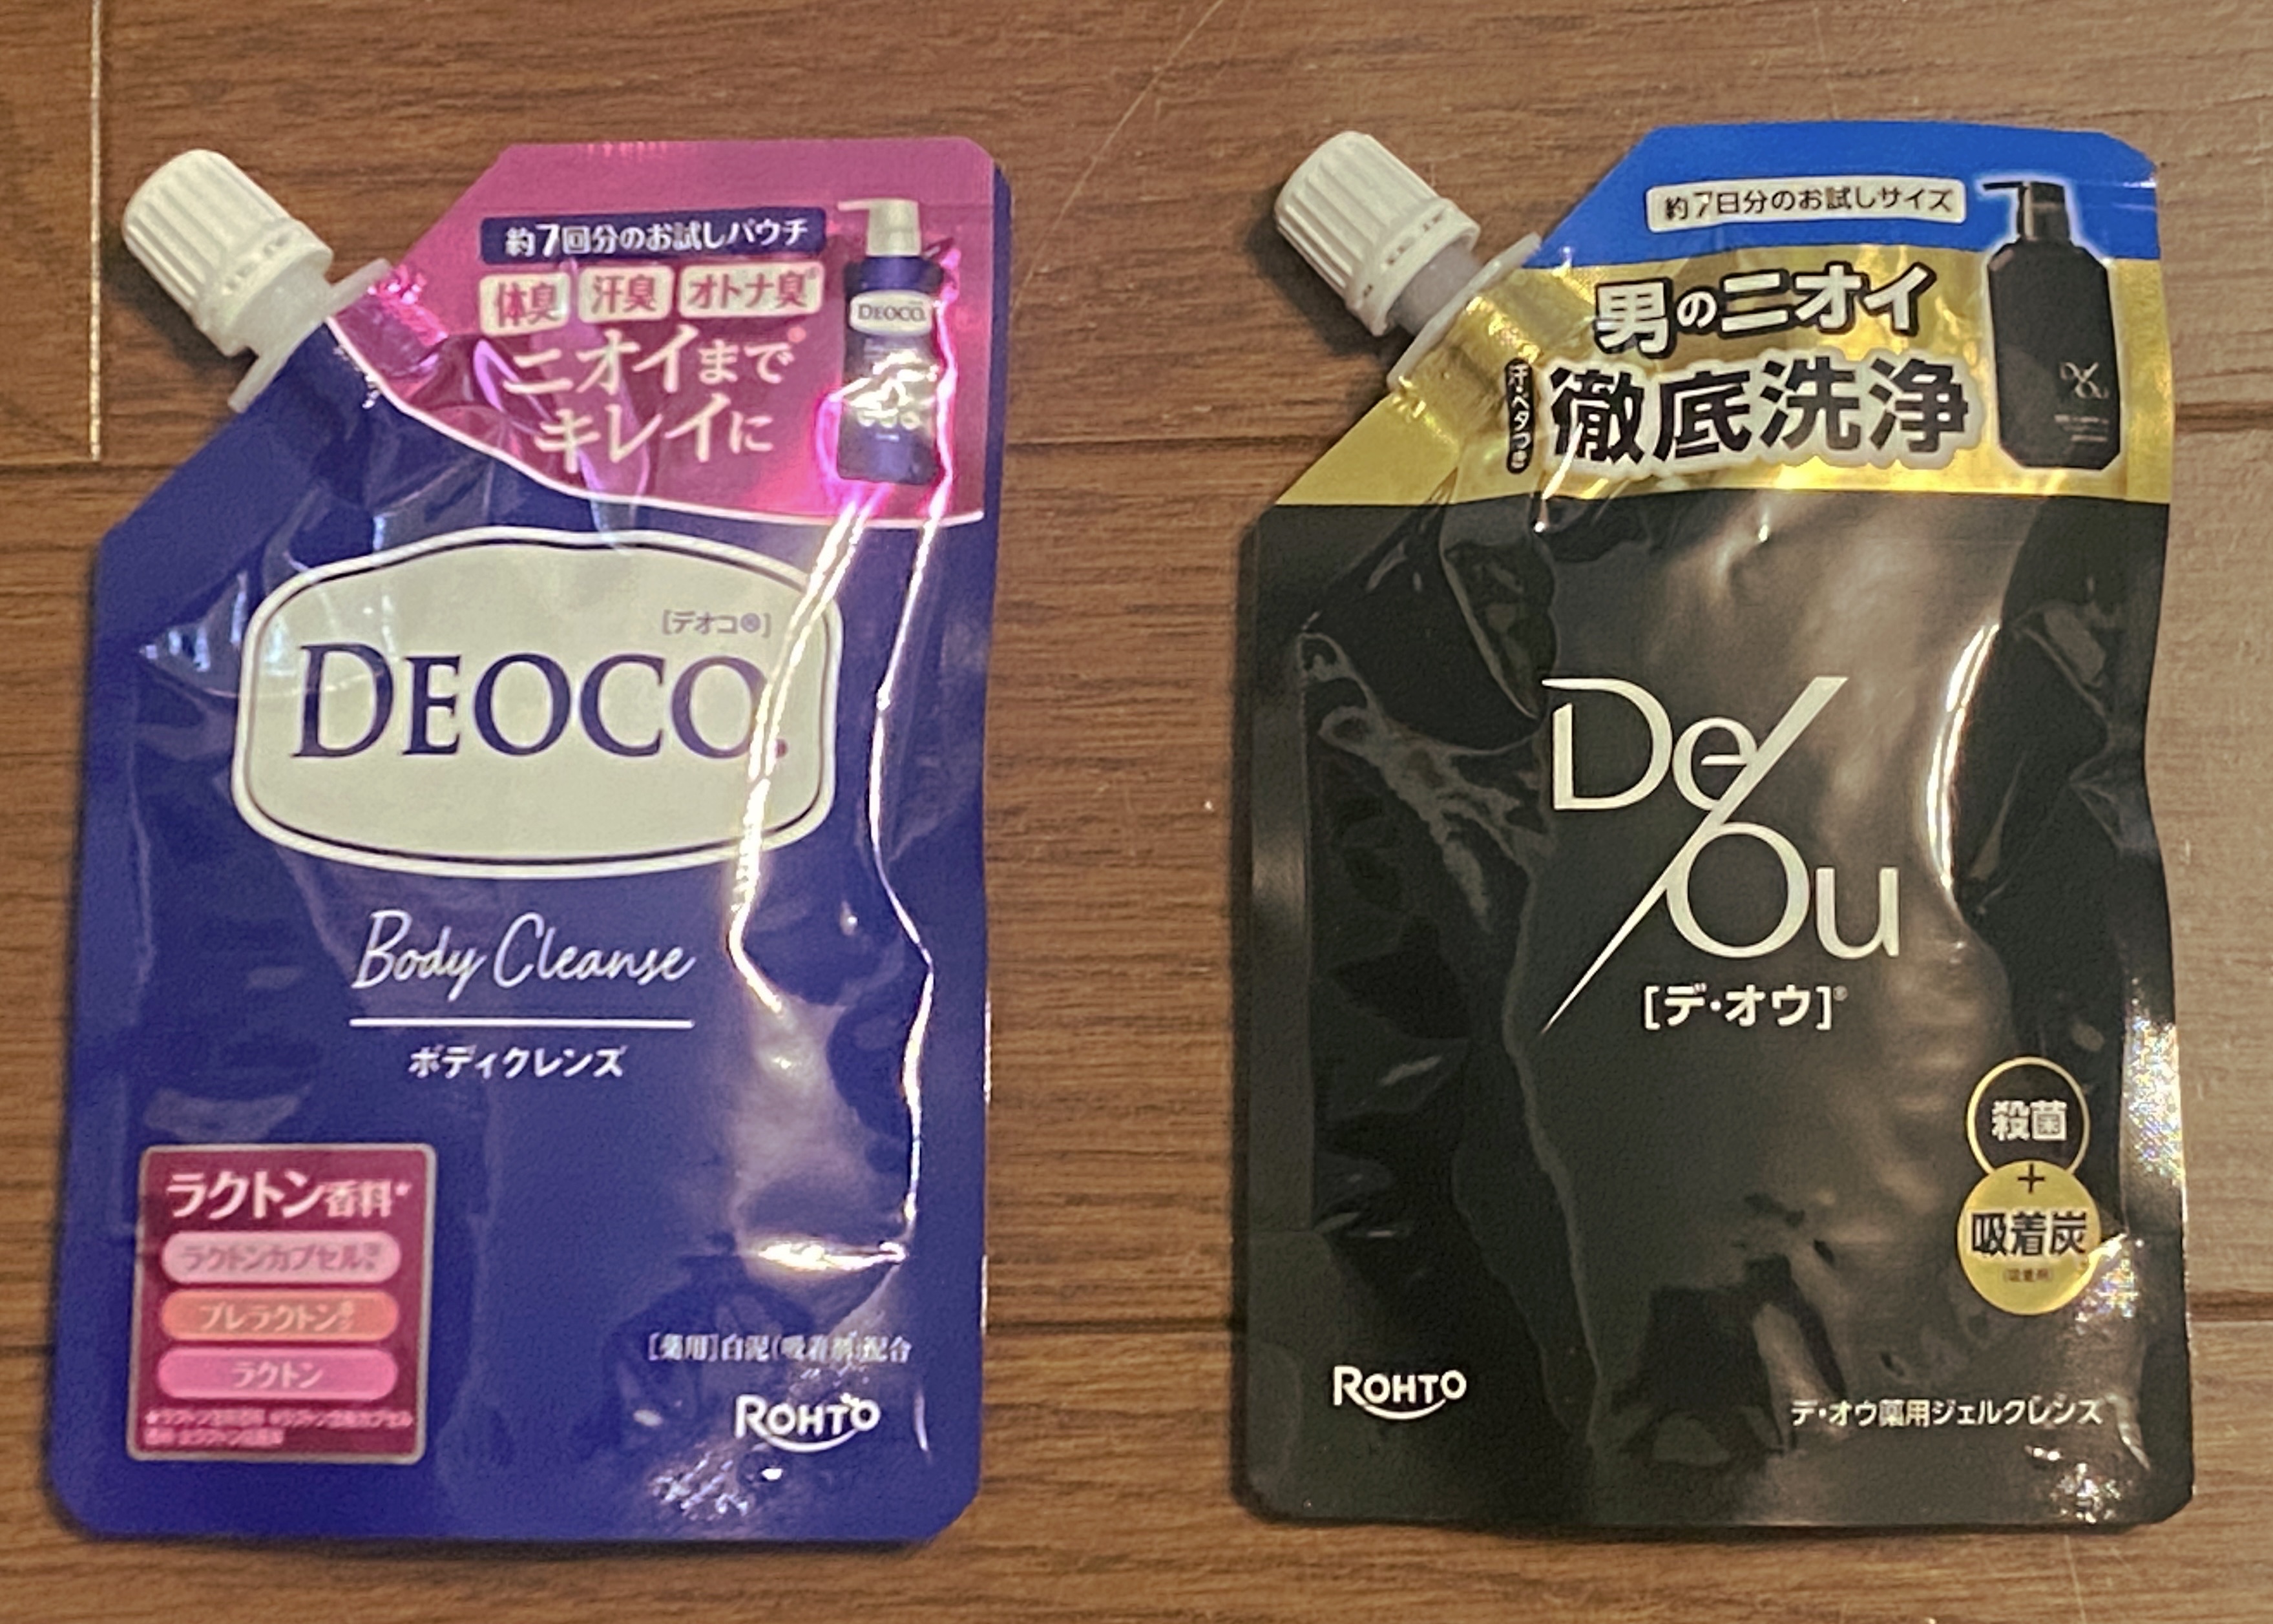 約7回分のお試しパウチ
体臭 汗臭 オトナ臭
ニオイまで
キレイに
DEOCO.
[デオコ®]
DEOCO.
Body Cleanse
ボディクレンズ
ラクトン香料*
ラクトンカプセル
プレラクトン
ラクトン
[薬用]白泥(吸着剤)配合
ROHTO
約7日分のお試しサイズ
男のニオイ
汗・ベタつき
徹底洗浄
De/Ou
De/Ou
[デ・オウ]®
殺菌
+
吸着炭
(吸着剤)
ROHTO
デ・オウ薬用ジェルクレンズ